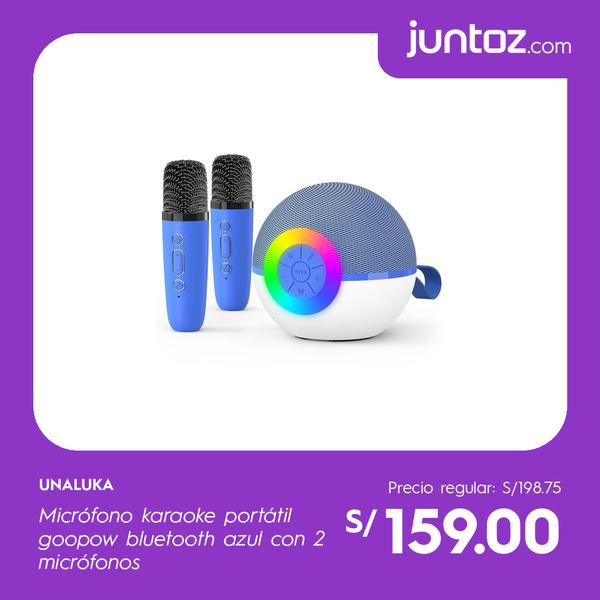 juntoz.com
UNALUKA
Micrófono karaoke portátil
goopow bluetooth azul con 2
micrófonos
Precio regular: S/198.75
S/159.00